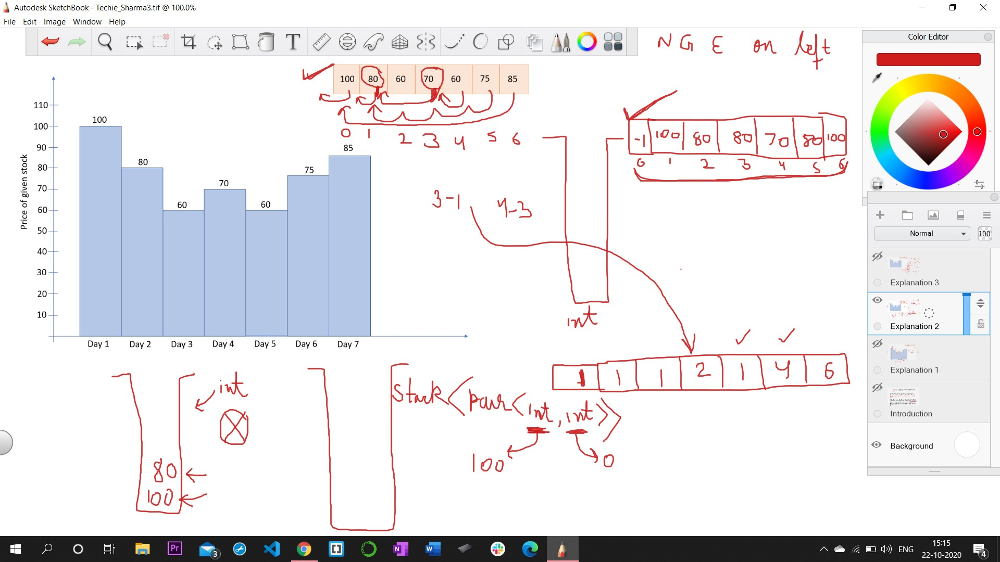 Autodesk SketchBook - Techie_Sharma3.tif @ 100.0%
File Edit Image Window Help
T
NGE on left
Color Editor
100 80 60 70 60 75 85
0 1 2 3 4 5 6
-1 100 80 80 70 80 100
0 1 2 3 4 5 6
Price of given stock
110
100
90
80
70
60
50
40
30
20
10
100
80
60
70
60
75
85
Day 1 Day 2 Day 3 Day 4 Day 5 Day 6 Day 7
3-1 4-3
int
1 1 1 2 1 4 6
int
80
100
Stack<pair<int, int>>
100 0
Normal 100
Explanation 3
Explanation 2
Explanation 1
Introduction
Background
Pr 3 N W ENG
15:15
22-10-2020
4